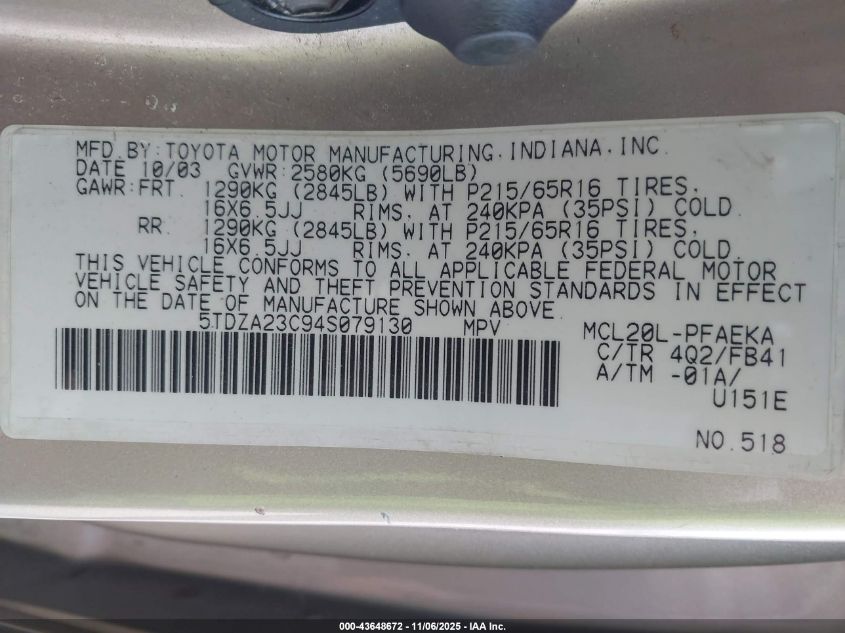 MFD. BY: TOYOTA MOTOR MANUFACTURING, INDIANA, INC.
DATE 10/03 GVWR: 2580KG (5690LB)
GAWR: FRT. 1290KG (2845LB) WITH P215/65R16 TIRES,
16X6.5JJ RIMS, AT 240KPA (35PSI) COLD.
RR. 1290KG (2845LB) WITH P215/65R16 TIRES,
16X6.5JJ RIMS, AT 240KPA (35PSI) COLD.
THIS VEHICLE CONFORMS TO ALL APPLICABLE FEDERAL MOTOR
VEHICLE SAFETY AND THEFT PREVENTION STANDARDS IN EFFECT
ON THE DATE OF MANUFACTURE SHOWN ABOVE.
5TDZA23C94S079130 MPV MCL20L-PFAEKA
C/TR 4Q2/FB41
A/TM -01A/
U151E
NO.518
000-43648672 | 11/06/2025 | IAA Inc.